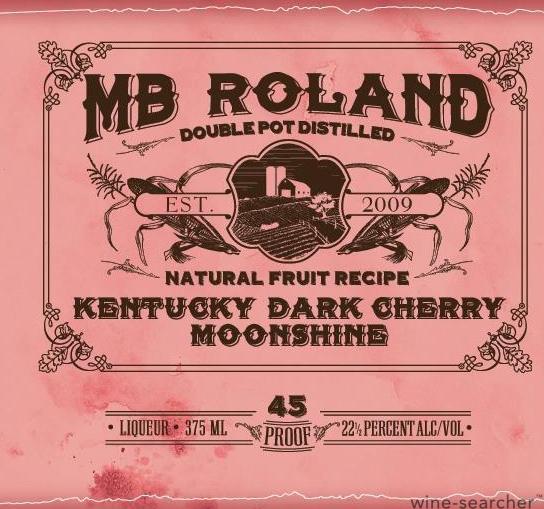 MB ROLAND
DOUBLE POT DISTILLED
EST. 2009
NATURAL FRUIT RECIPE
KENTUCKY DARK CHERRY
MOONSHINE
45
• LIQUEUR • 375 ML PROOF 22½ PERCENT ALC/VOL •
wine-searcher™